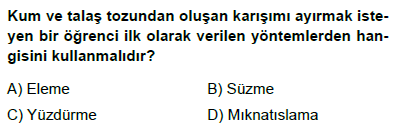 Kum ve talaş tozundan oluşan karışımı ayırmak iste-
yen bir öğrenci ilk olarak verilen yöntemlerden han-
gisini kullanmalıdır?
A) Eleme B) Süzme
C) Yüzdürme D) Mıknatıslama